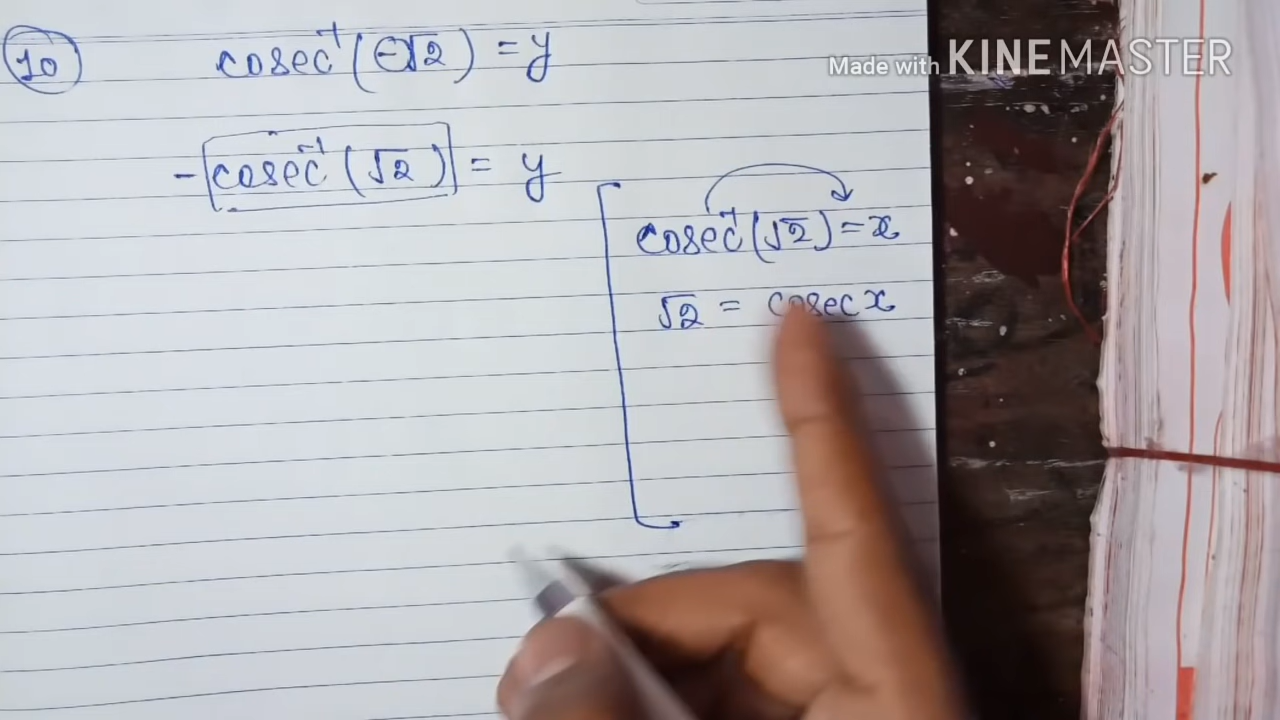 10 cosec⁻¹(-√2) = y
Made with KINEMASTER
-cosec⁻¹(√2) = y
cosec⁻¹(√2) = x
√2 = cosec x